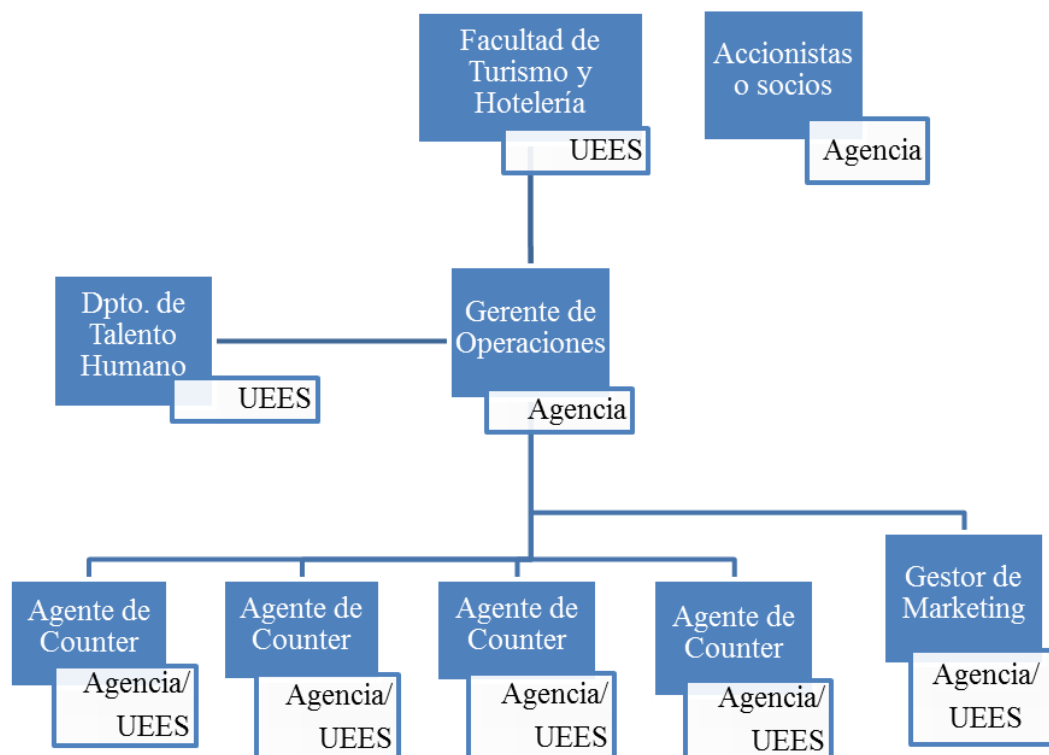 Facultad de
Turismo y
Hotelería
UEES
Accionistas
o socios
Agencia
Dpto. de
Talento
Humano
UEES
Gerente de
Operaciones
Agencia
Agente de
Counter
Agencia/
UEES
Agente de
Counter
Agencia/
UEES
Agente de
Counter
Agencia/
UEES
Agente de
Counter
Agencia/
UEES
Gestor de
Marketing
Agencia/
UEES